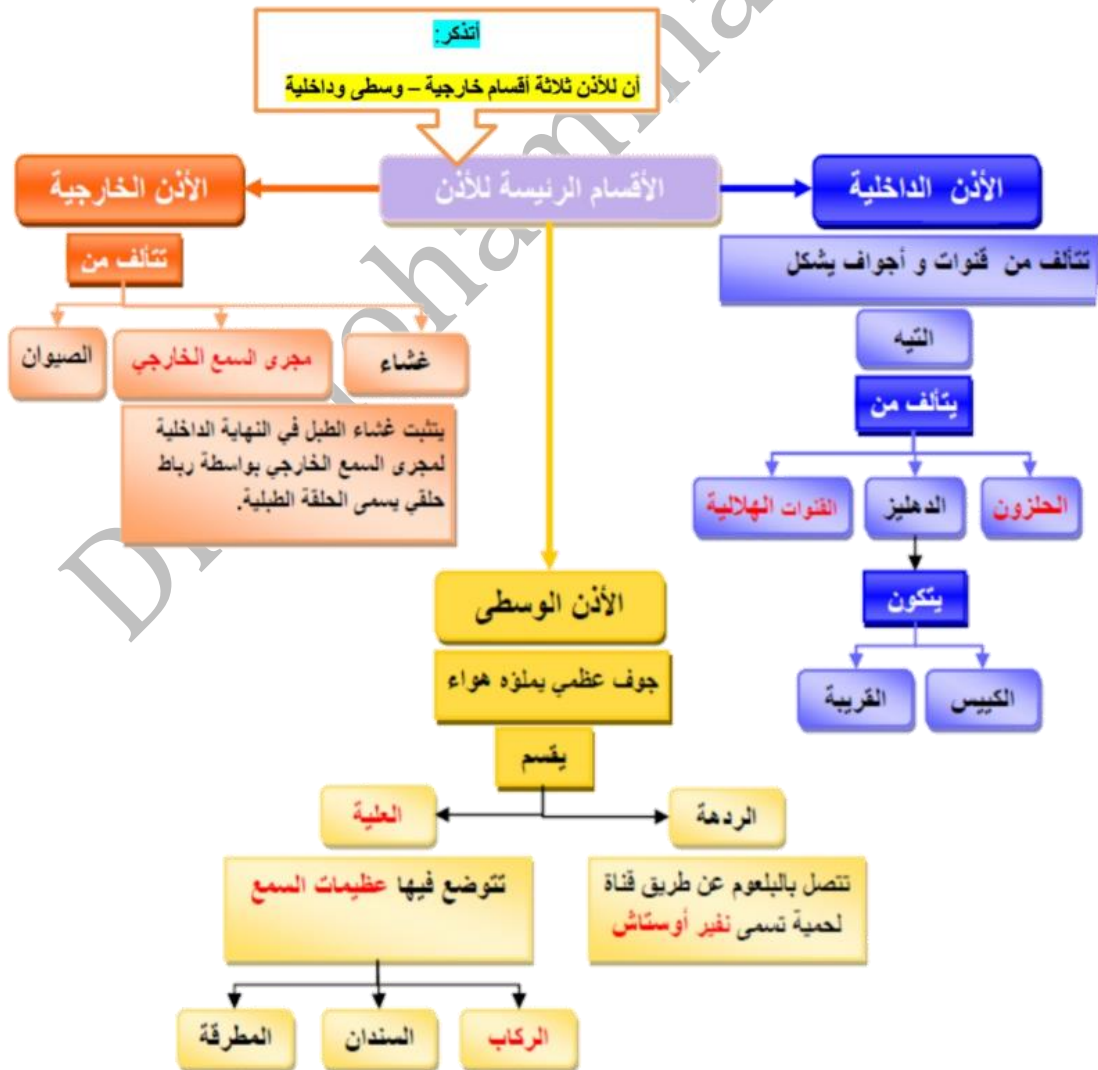 أتذكر:
أن للأذن ثلاثة أقسام خارجية – وسطى وداخلية
الأقسام الرئيسة للأذن
الأذن الداخلية
تتألف من قنوات و أجواف يشكل
التيه
يتألف من
الحلزون
الدهليز
القنوات الهلالية
يتكون
الكييس
القريبة
الأذن الخارجية
تتألف من
غشاء
مجرى السمع الخارجي
الصيوان
يتثبت غشاء الطبل في النهاية الداخلية
لمجرى السمع الخارجي بواسطة رباط
حلقي يسمى الحلقة الطبلية.
الأذن الوسطى
جوف عظمي يملؤه هواء
يقسم
الردهة
تتصل بالبلعوم عن طريق قناة
لحمية تسمى نفير أوستاش
العلية
تتوضع فيها عظيمات السمع
الركاب
السندان
المطرقة